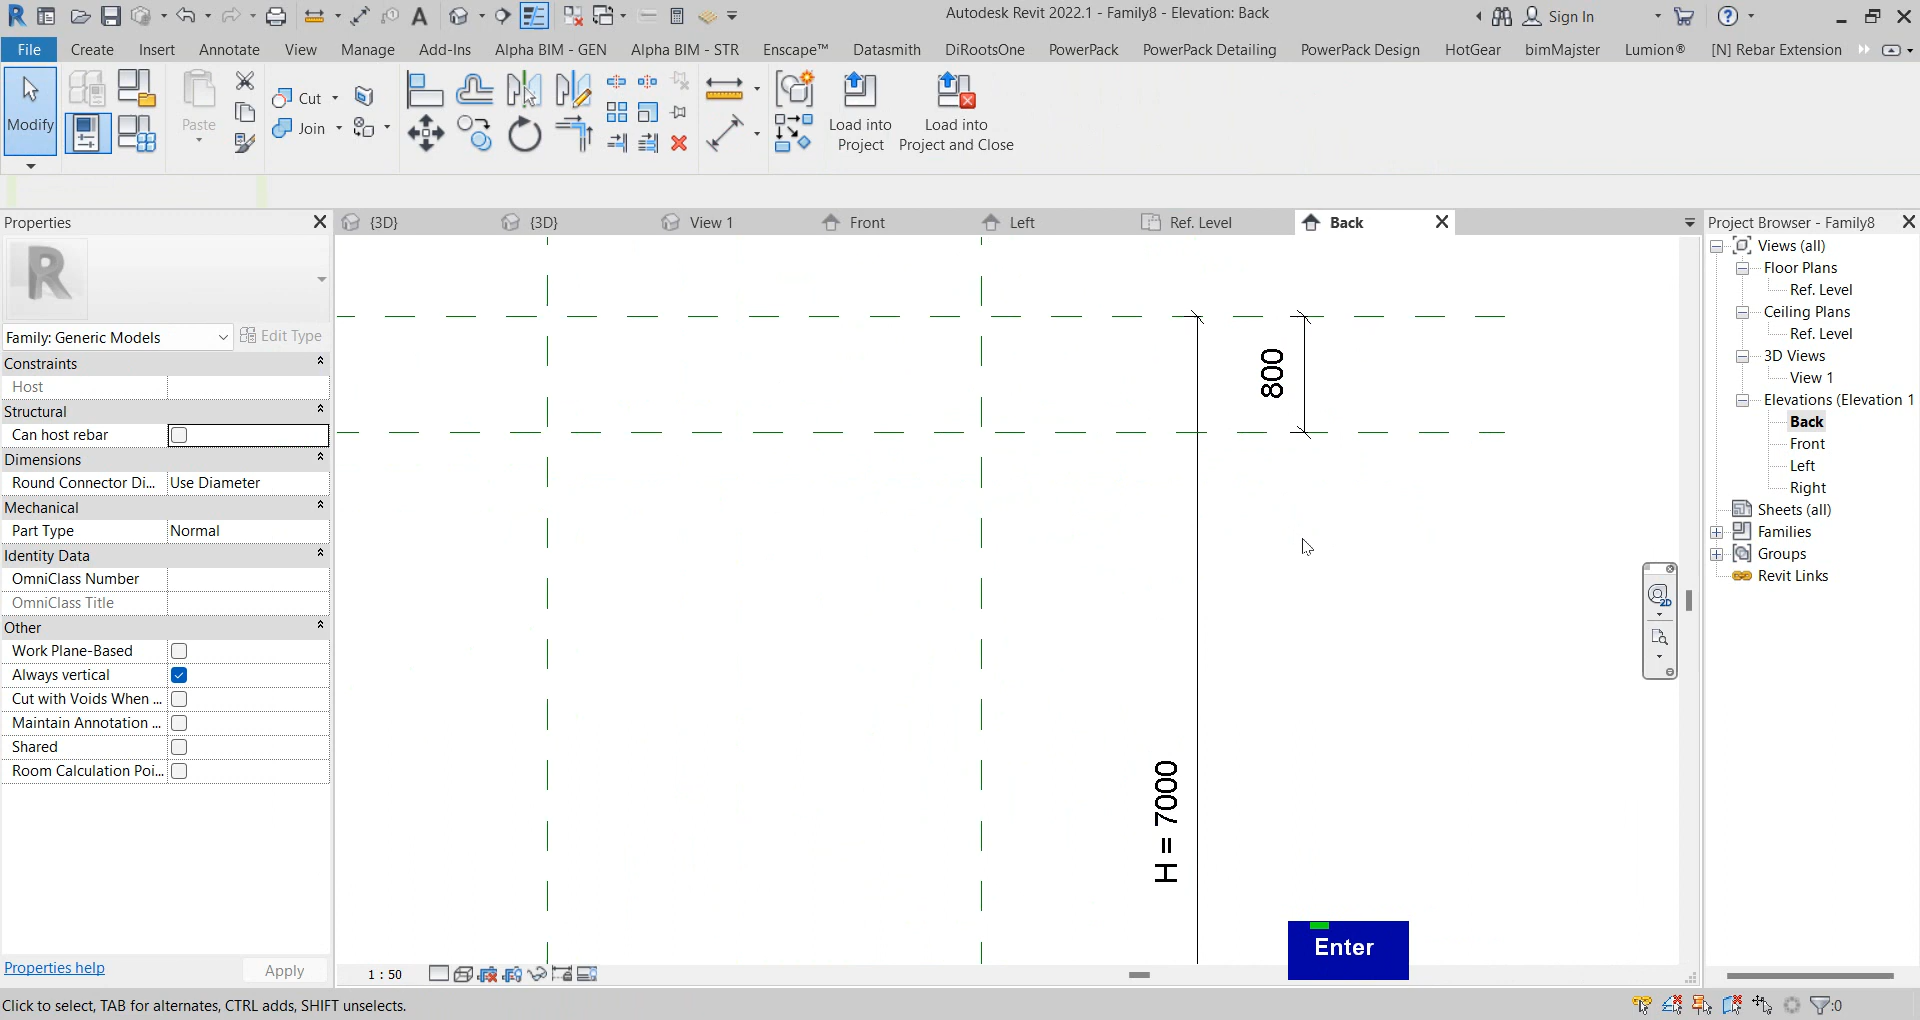 Autodesk Revit 2022.1 - Family8 - Elevation: Back
Sign In
File Create Insert Annotate View Manage Add-Ins Alpha BIM - GEN Alpha BIM - STR Enscape™ Datasmith DiRootsOne PowerPack PowerPack Detailing PowerPack Design HotGear bimMajster Lumion® [N] Rebar Extension
Modify
Paste
Cut
Join
Load into
Project
Load into
Project and Close
Properties
{3D} {3D} View 1 Front Left Ref. Level Back
Project Browser - Family8
Family: Generic Models
Edit Type
Constraints
Host
Structural
Can host rebar
Dimensions
Round Connector Di... Use Diameter
Mechanical
Part Type Normal
Identity Data
OmniClass Number
OmniClass Title
Other
Work Plane-Based
Always vertical
Cut with Voids When ...
Maintain Annotation ...
Shared
Room Calculation Poi...
Properties help
Apply
800
H = 7000
Enter
Views (all)
Floor Plans
Ref. Level
Ceiling Plans
Ref. Level
3D Views
View 1
Elevations (Elevation 1
Back
Front
Left
Right
Sheets (all)
Families
Groups
Revit Links
2D
1 : 50
Click to select, TAB for alternates, CTRL adds, SHIFT unselects.
:0